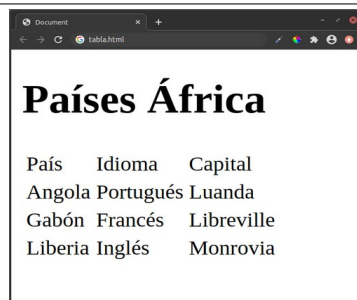 Document
tabla.html
Países África
País Idioma Capital
Angola Portugués Luanda
Gabón Francés Libreville
Liberia Inglés Monrovia